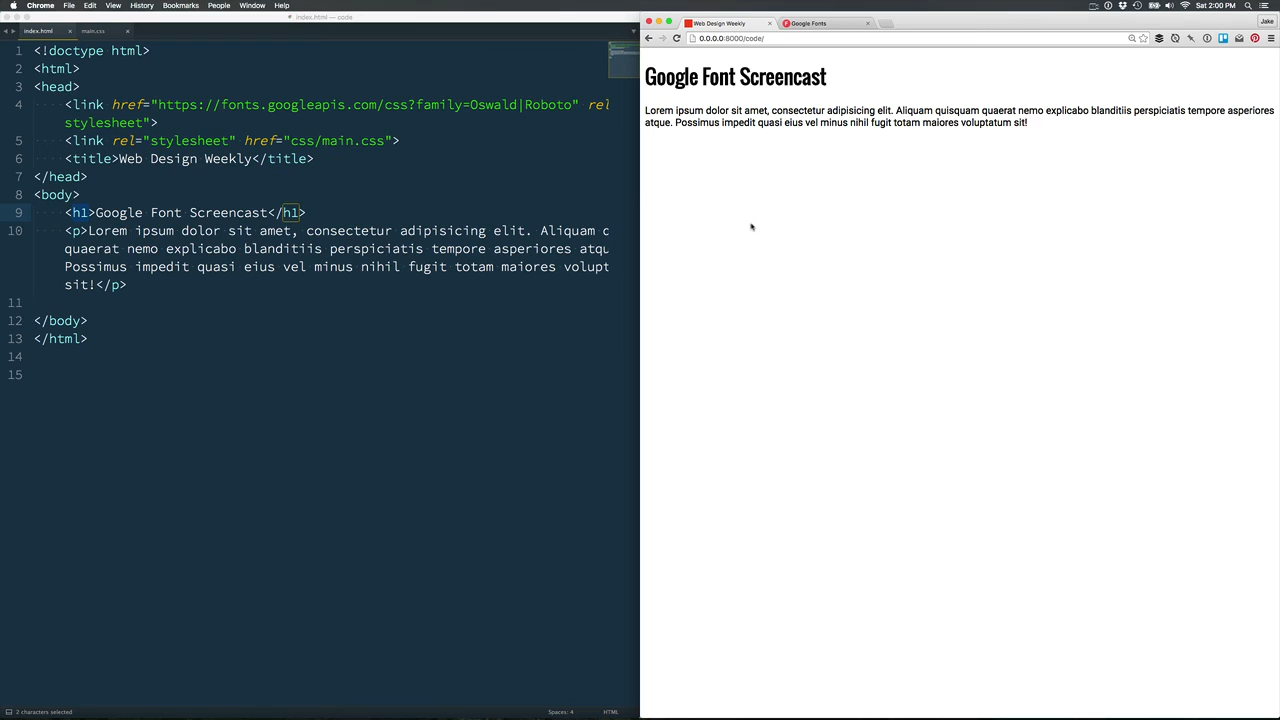 Chrome File Edit View History Bookmarks People Window Help
Sat 2:00 PM
index.html — code
index.html × main.css ×
1 <!doctype html>
2 <html>
3 <head>
4 <link href="https://fonts.googleapis.com/css?family=Oswald|Roboto" rel
stylesheet">
5 <link rel="stylesheet" href="css/main.css">
6 <title>Web Design Weekly</title>
7 </head>
8 <body>
9 <h1>Google Font Screencast</h1>
10 <p>Lorem ipsum dolor sit amet, consectetur adipisicing elit. Aliquam q
quaerat nemo explicabo blanditiis perspiciatis tempore asperiores atqu
Possimus impedit quasi eius vel minus nihil fugit totam maiores volupt
sit!</p>
11
12 </body>
13 </html>
14
15
2 characters selected
Spaces: 4
HTML
Web Design Weekly ×
Google Fonts ×
Jake
0.0.0.0:8000/code/
Google Font Screencast
Lorem ipsum dolor sit amet, consectetur adipisicing elit. Aliquam quisquam quaerat nemo explicabo blanditiis perspiciatis tempore asperiores
atque. Possimus impedit quasi eius vel minus nihil fugit totam maiores voluptatum sit!